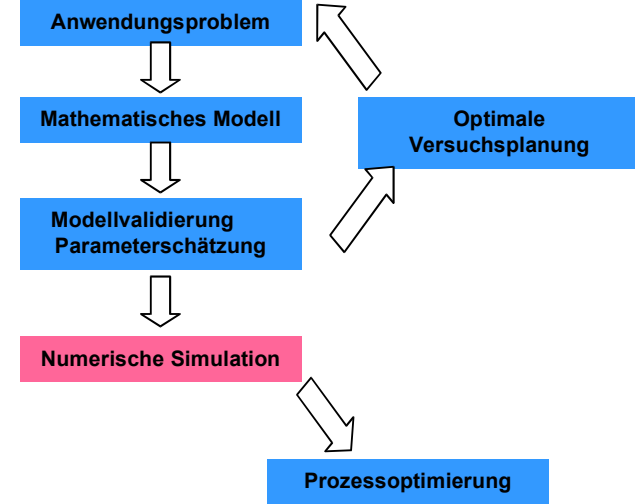 Anwendungsproblem
Mathematisches Modell
Optimale
Versuchsplanung
Modellvalidierung
Parameterschätzung
Numerische Simulation
Prozessoptimierung